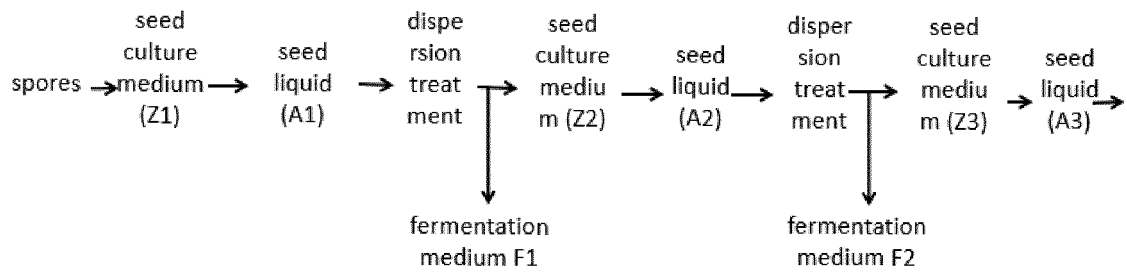 spores
seed
culture
medium
(Z1)
seed
liquid
(A1)
dispe
rsion
treat
ment
seed
culture
mediu
m (Z2)
seed
liquid
(A2)
disper
sion
treat
ment
seed
culture
mediu
m (Z3)
seed
liquid
(A3)
fermentation
medium F1
fermentation
medium F2